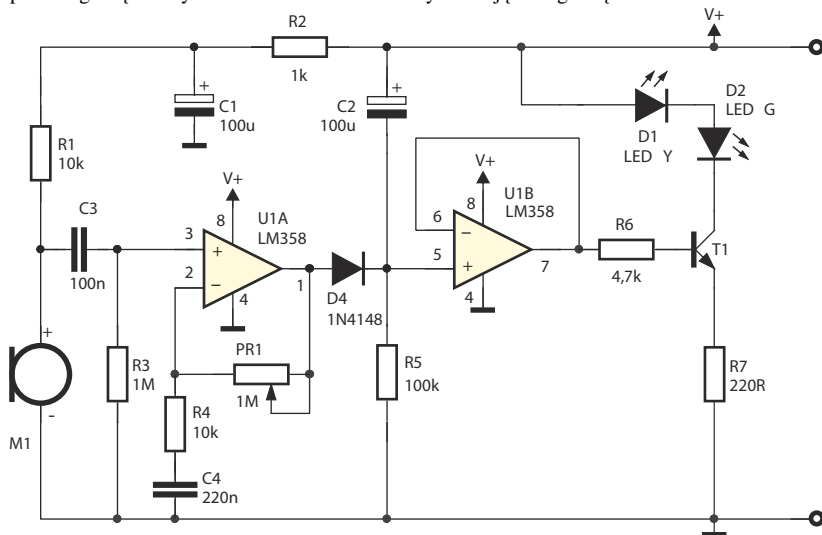 V+
R2
1k
C1
100u
+
C2
100u
+
D2
LED G
D1
LED Y
R1
10k
C3
100n
V+
U1A
LM358
8
3
+
2
−
1
4
V+
U1B
LM358
8
6
−
5
+
7
4
R6
4,7k
T1
D4
1N4148
R3
1M
PR1
1M
R5
100k
R7
220R
R4
10k
+
-
M1
C4
220n